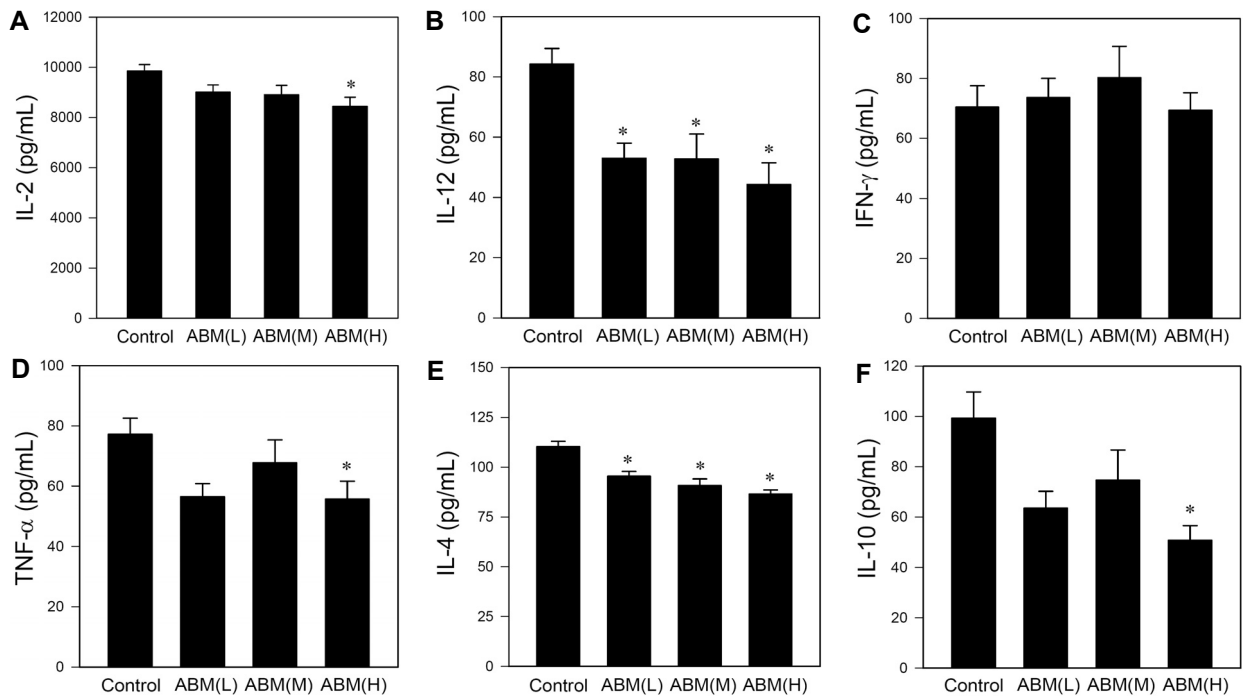 A
IL-2 (pg/mL)
12000
10000
8000
6000
4000
2000
0
*
Control ABM(L) ABM(M) ABM(H)
B
IL-12 (pg/mL)
100
80
60
40
20
0
* * *
Control ABM(L) ABM(M) ABM(H)
C
IFN-γ (pg/mL)
100
80
60
40
20
0
Control ABM(L) ABM(M) ABM(H)
D
TNF-α (pg/mL)
100
80
60
40
20
0
*
Control ABM(L) ABM(M) ABM(H)
E
IL-4 (pg/mL)
150
125
100
75
50
25
0
* * *
Control ABM(L) ABM(M) ABM(H)
F
IL-10 (pg/mL)
120
100
80
60
40
20
0
*
Control ABM(L) ABM(M) ABM(H)